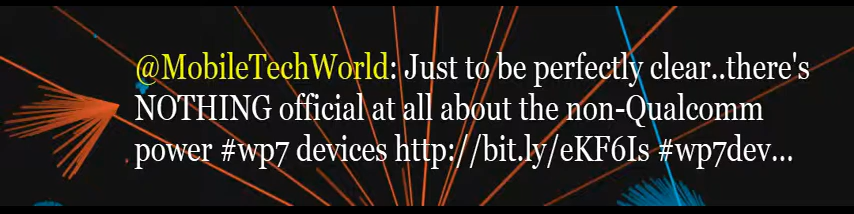 @MobileTechWorld: Just to be perfectly clear..there's
NOTHING official at all about the non-Qualcomm
power #wp7 devices http://bit.ly/eKF6Is #wp7dev...